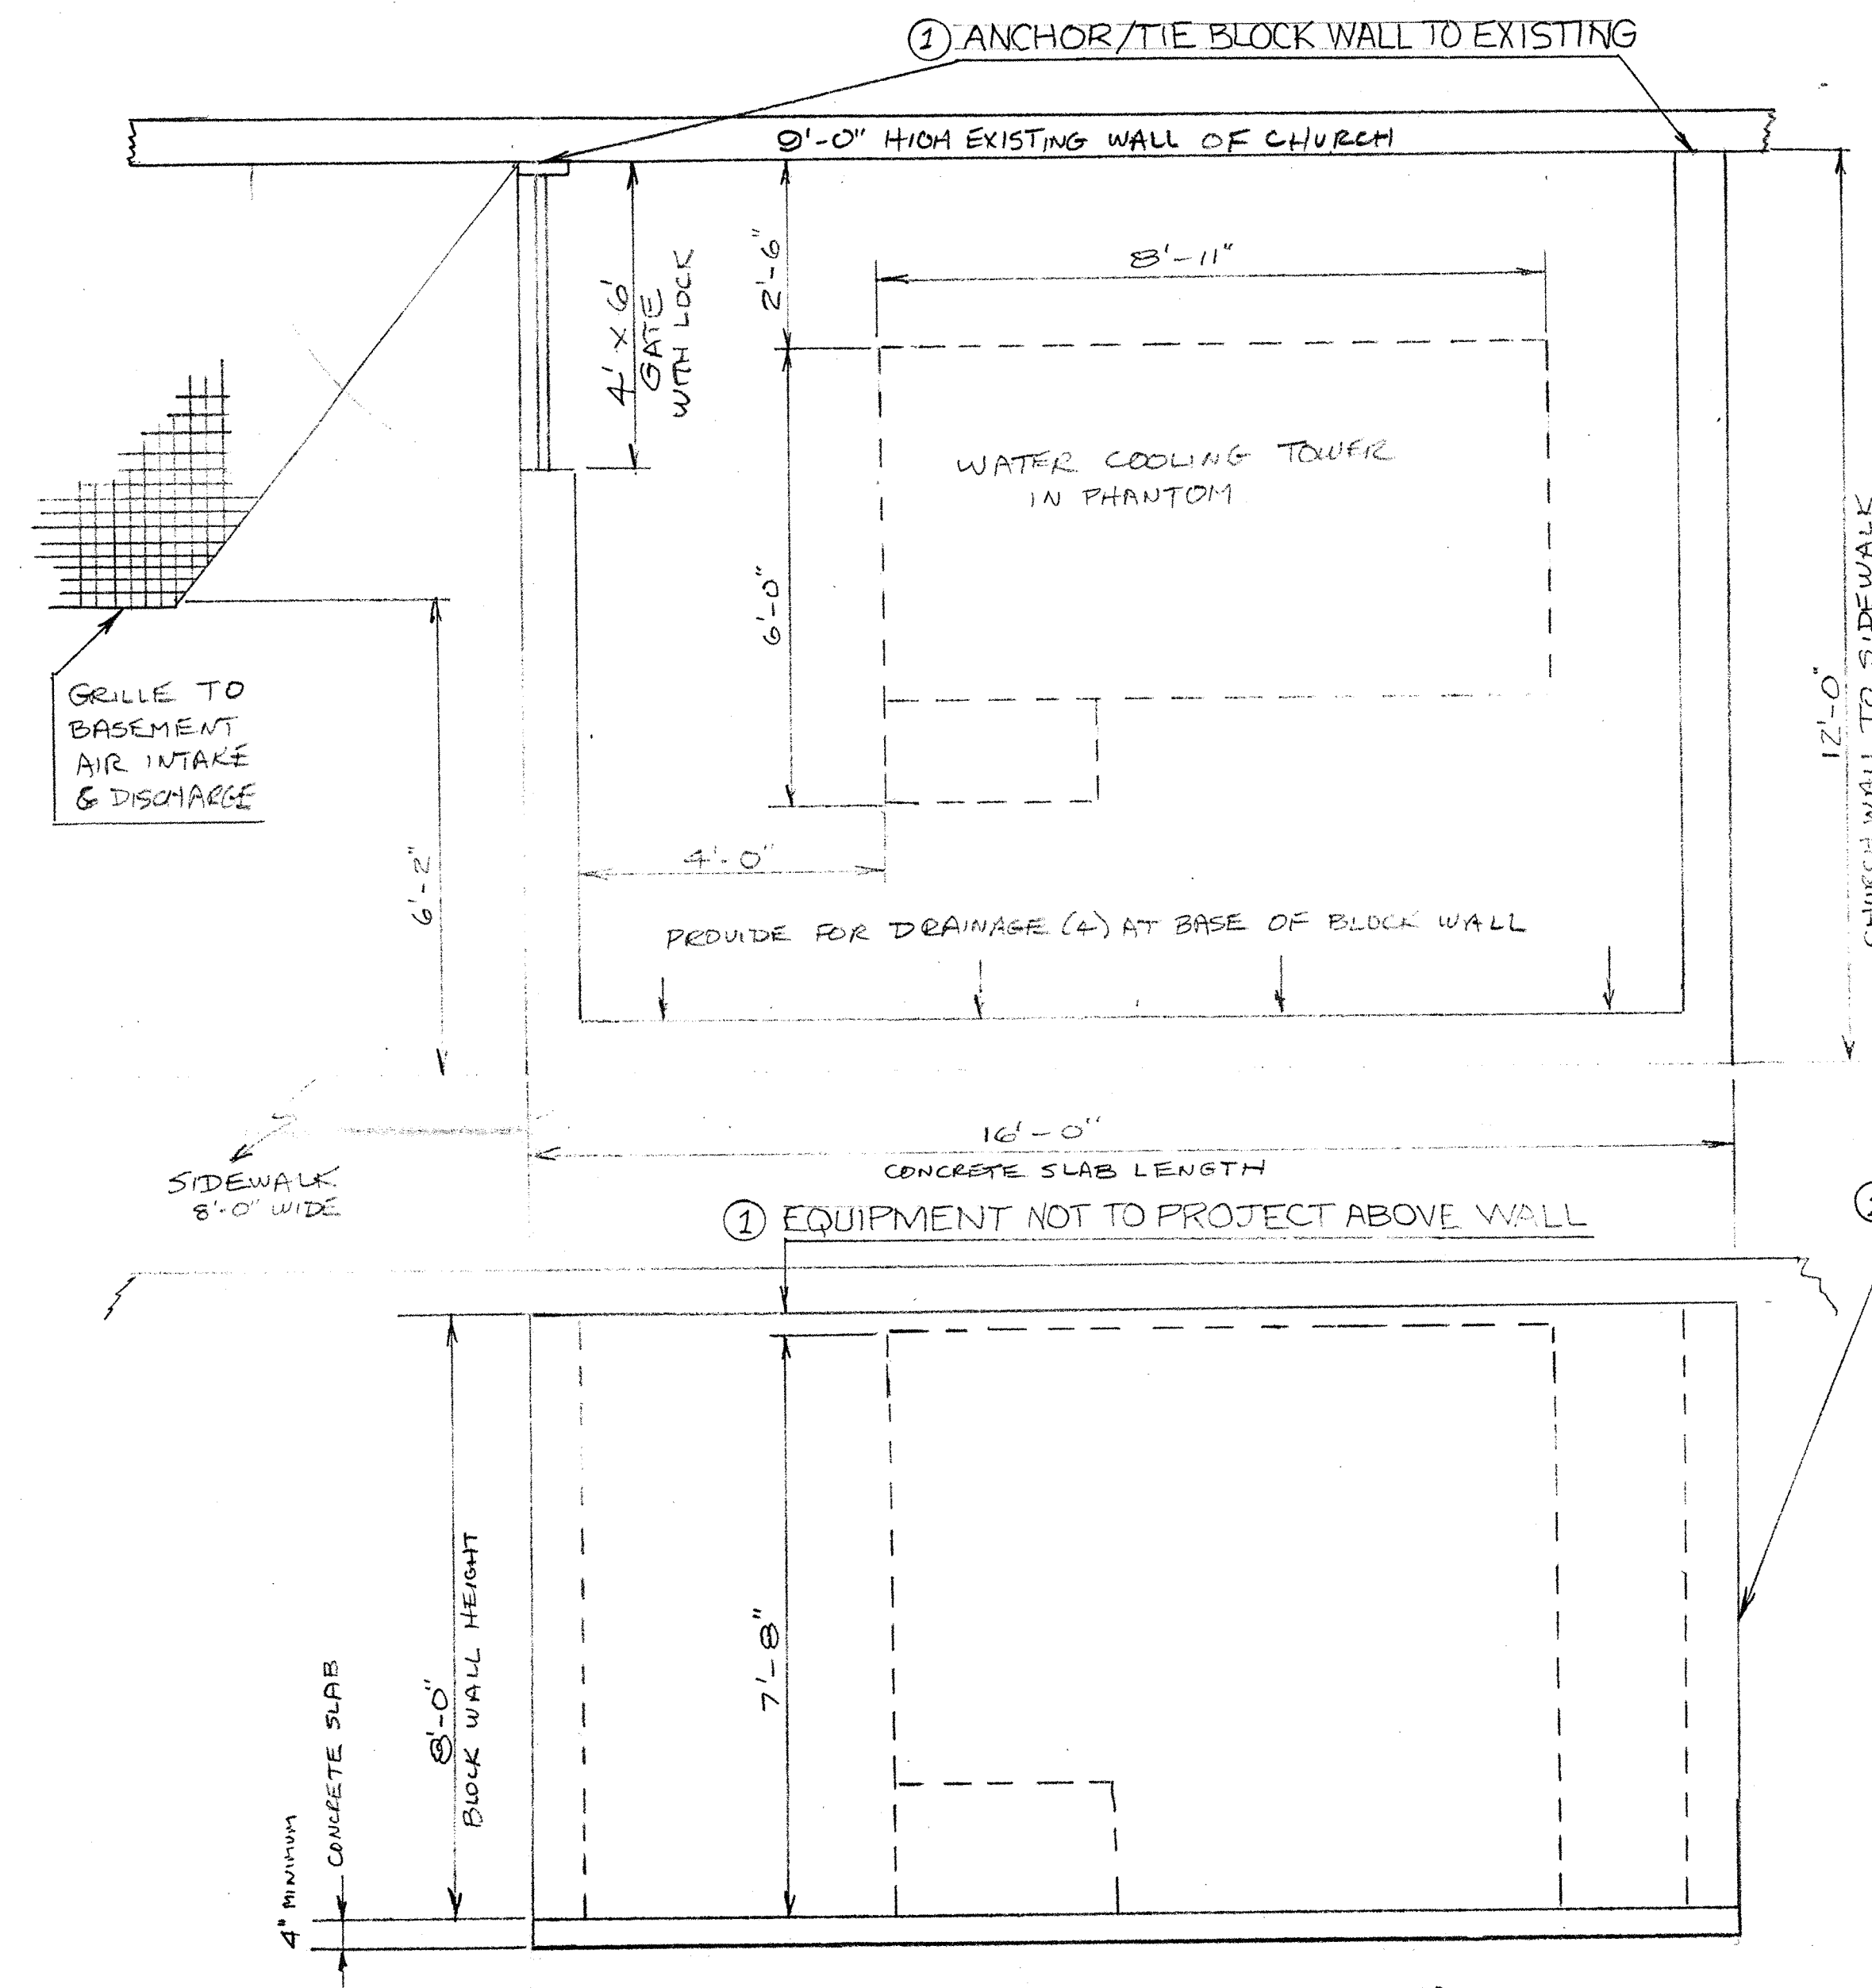 ① ANCHOR/TIE BLOCK WALL TO EXISTING
9'-0" HIGH EXISTING WALL OF CHURCH
4' X 6'
GATE
WITH LOCK
2'-6"
8'-11"
WATER COOLING TOWER
IN PHANTOM
6'-0"
12'-0"
CHURCH WALL TO SIDEWALK
GRILLE TO
BASEMENT
AIR INTAKE
& DISCHARGE
6'-2"
4'-0"
PROVIDE FOR DRAINAGE (4) AT BASE OF BLOCK WALL
16'-0"
CONCRETE SLAB LENGTH
SIDEWALK
8'-0" WIDE
① EQUIPMENT NOT TO PROJECT ABOVE WALL
8'-0"
BLOCK WALL HEIGHT
7'-8"
4" MINIMUM
CONCRETE SLAB